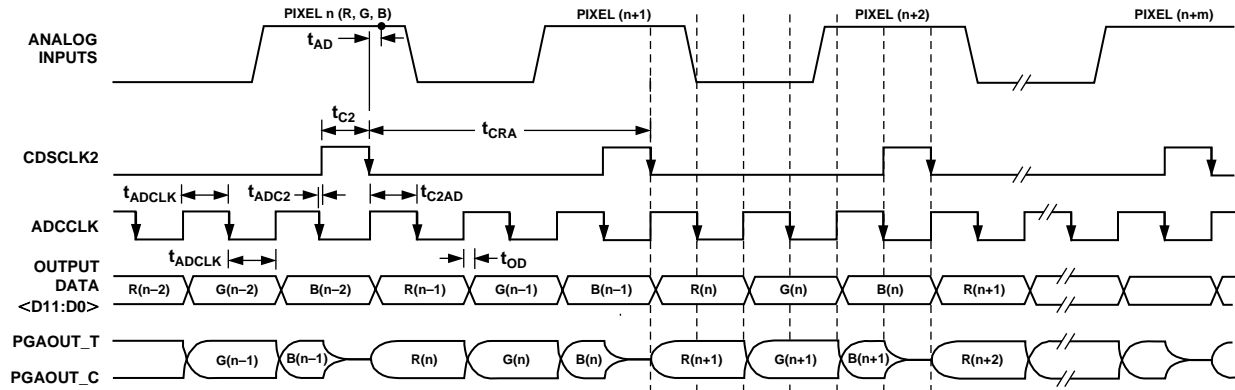 PIXEL n (R, G, B)
PIXEL (n+1)
PIXEL (n+2)
PIXEL (n+m)
ANALOG
INPUTS
tAD
tC2
tCRA
CDSCLK2
tADCLK
tADC2
tC2AD
ADCCLK
tADCLK
tOD
OUTPUT
DATA
<D11:D0>
R(n–2) G(n–2) B(n–2) R(n–1) G(n–1) B(n–1) R(n) G(n) B(n) R(n+1)
PGAOUT_T
G(n–1) B(n–1) R(n) G(n) B(n) R(n+1) G(n+1) B(n+1) R(n+2)
PGAOUT_C